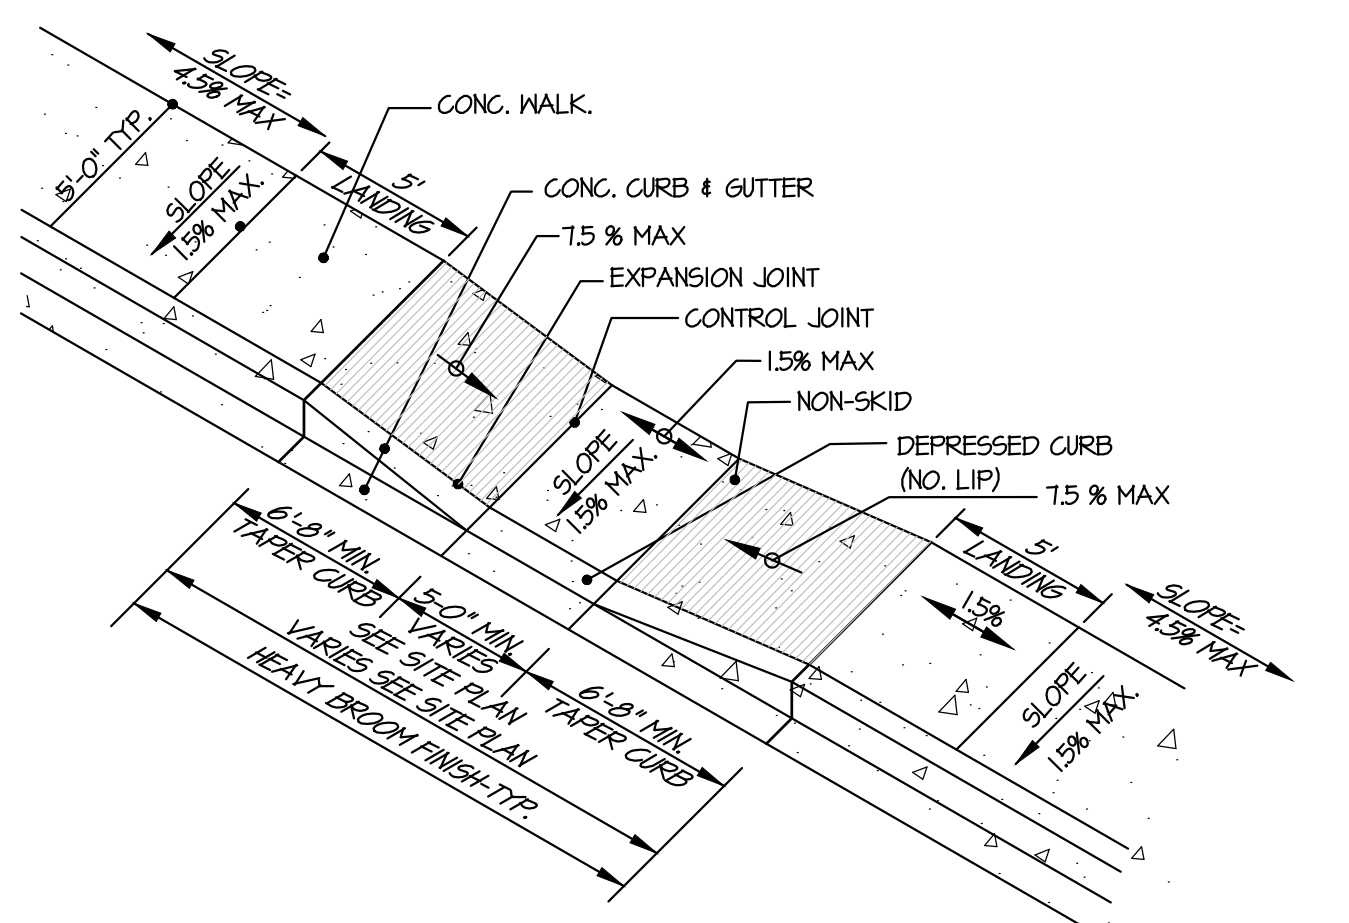 SLOPE=
4.5% MAX
CONC. WALK.
5'-0" TYP.
SLOPE
1.5% MAX.
5'
LANDING
CONC. CURB & GUTTER
7.5 % MAX
EXPANSION JOINT
CONTROL JOINT
1.5% MAX
NON-SKID
DEPRESSED CURB
(NO. LIP)
7.5 % MAX
SLOPE
1.5% MAX.
5'
LANDING
SLOPE=
4.5% MAX
1.5%
SLOPE
1.5% MAX.
6'-8" MIN.
TAPER CURB
5-0" MIN.
VARIES
SEE SITE PLAN
VARIES SEE SITE PLAN
HEAVY BROOM FINISH-TYP.
6'-8" MIN.
TAPER CURB